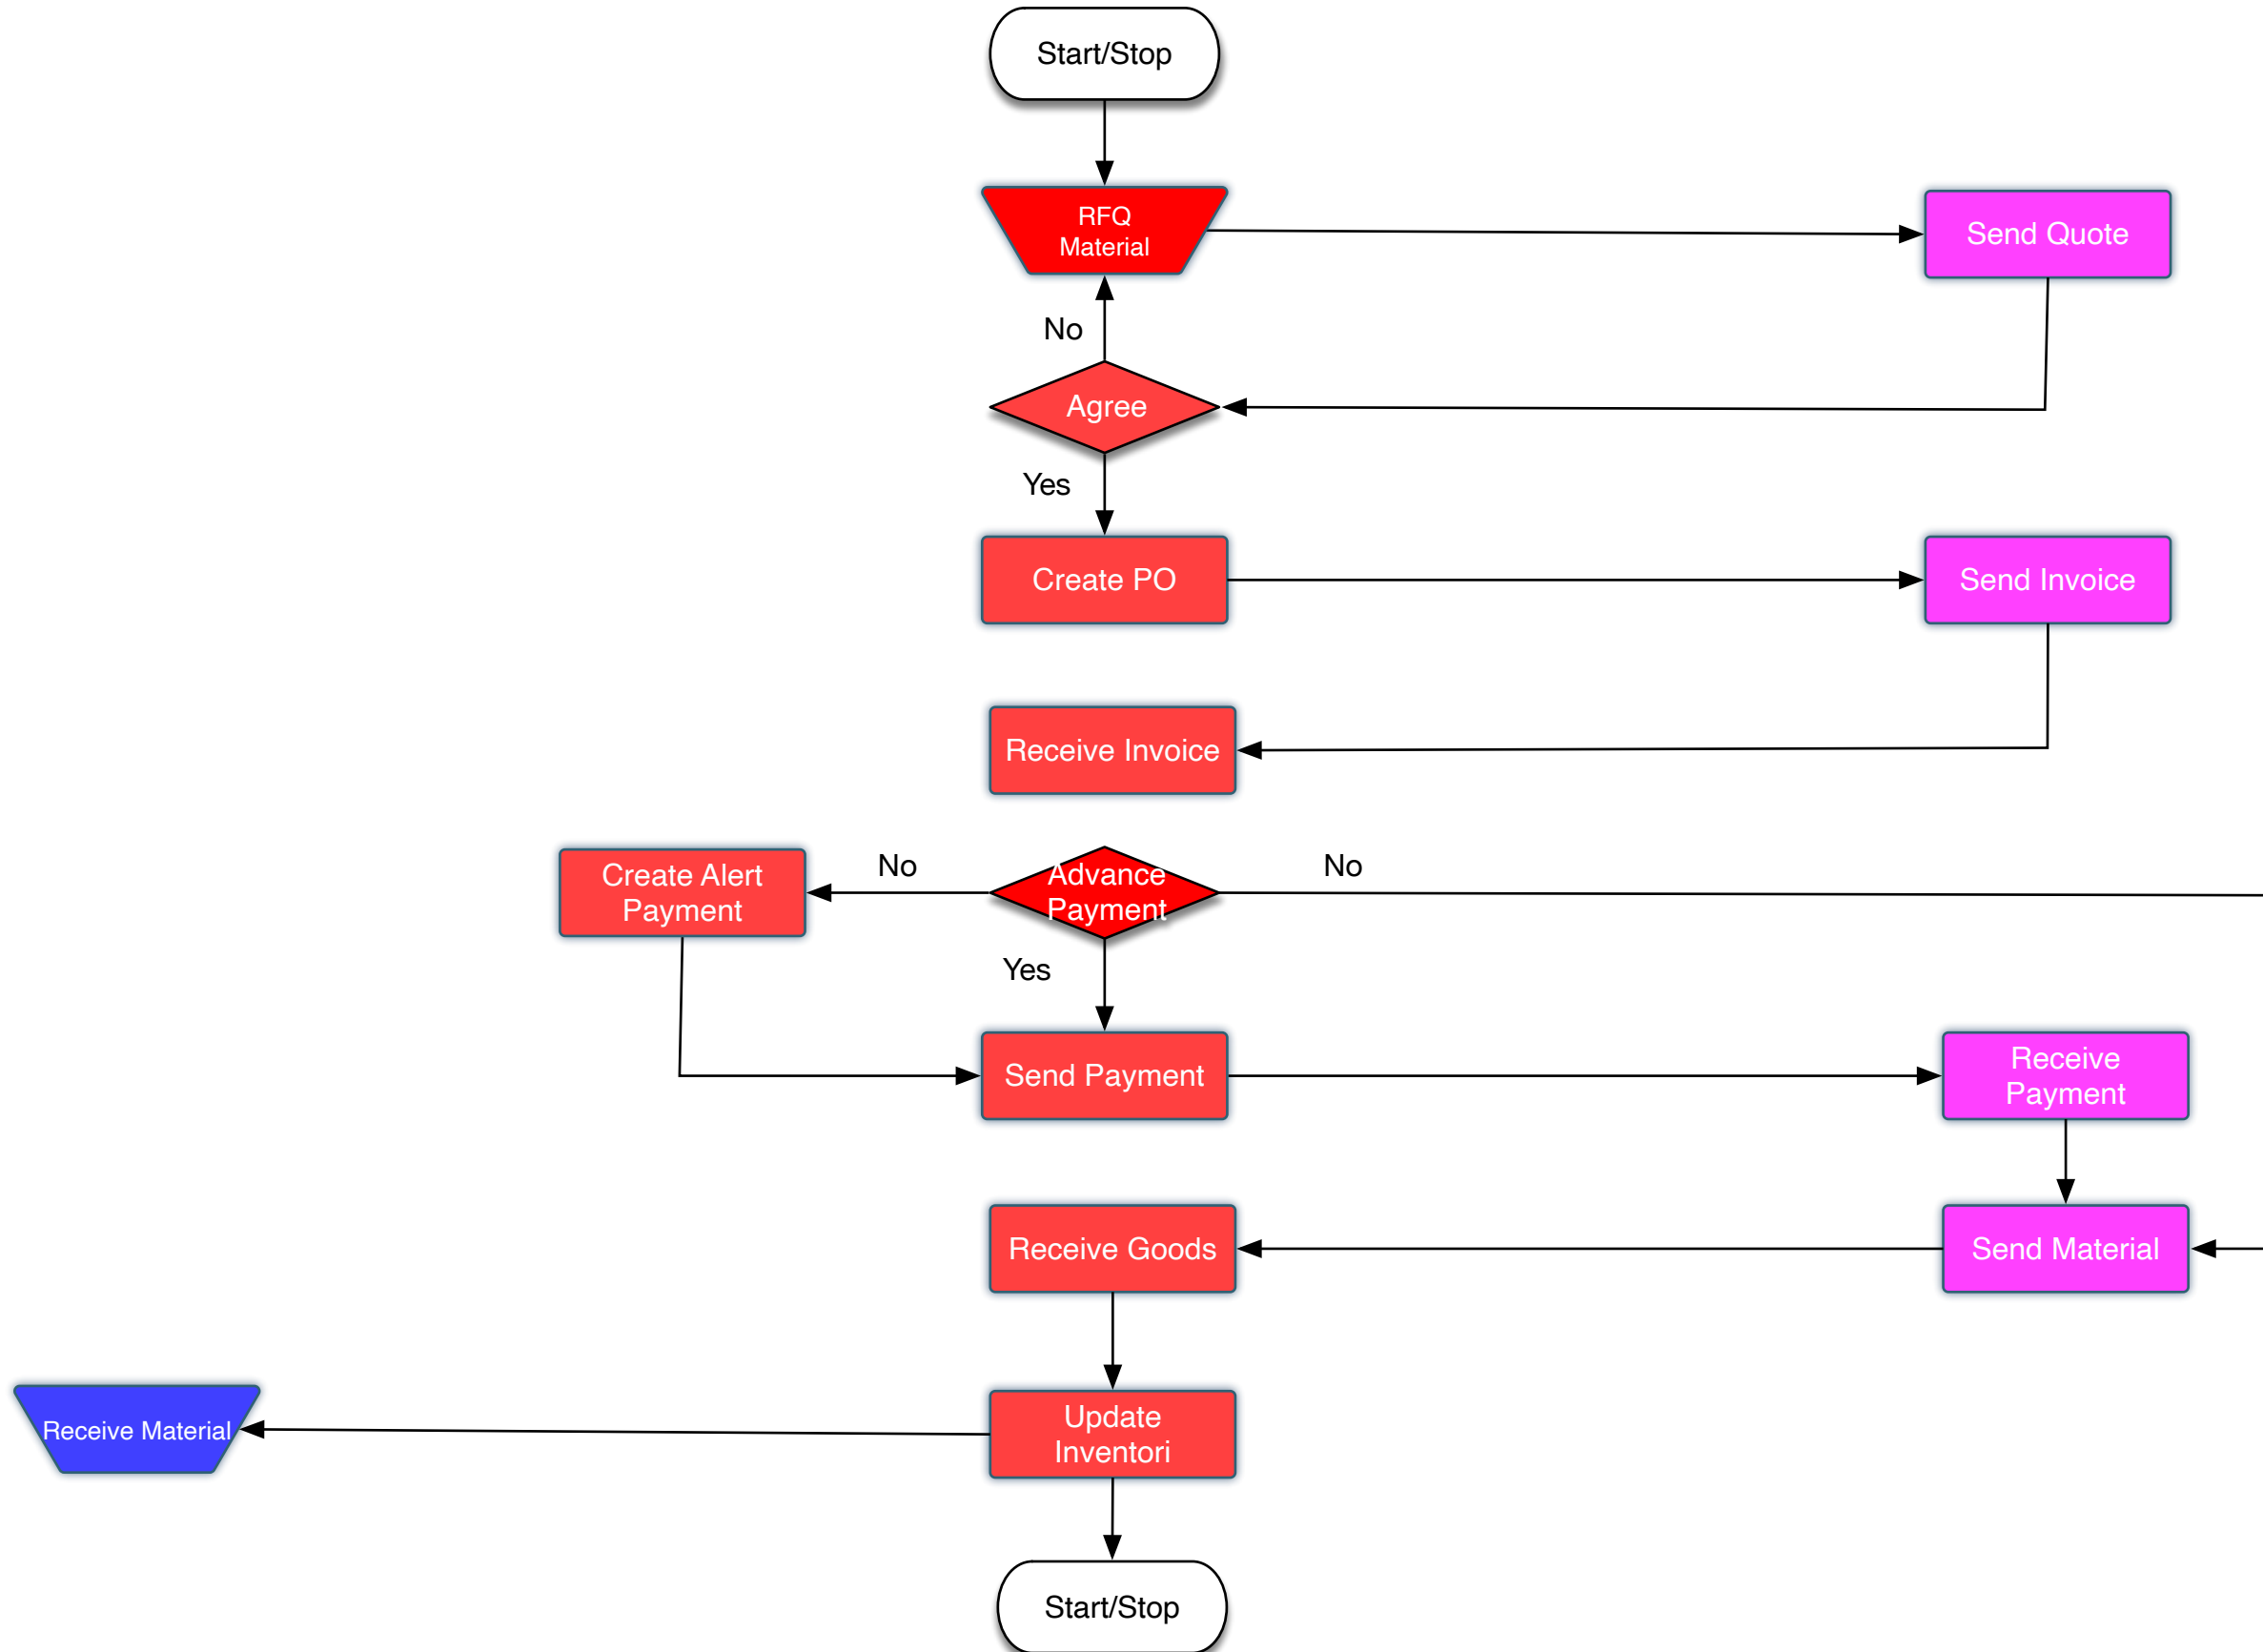 Start/Stop
RFQ
Material
Send Quote
No
Agree
Yes
Create PO
Send Invoice
Receive Invoice
Create Alert
Payment
No
Advance
Payment
No
Yes
Send Payment
Receive
Payment
Receive Goods
Send Material
Receive Material
Update
Inventori
Start/Stop